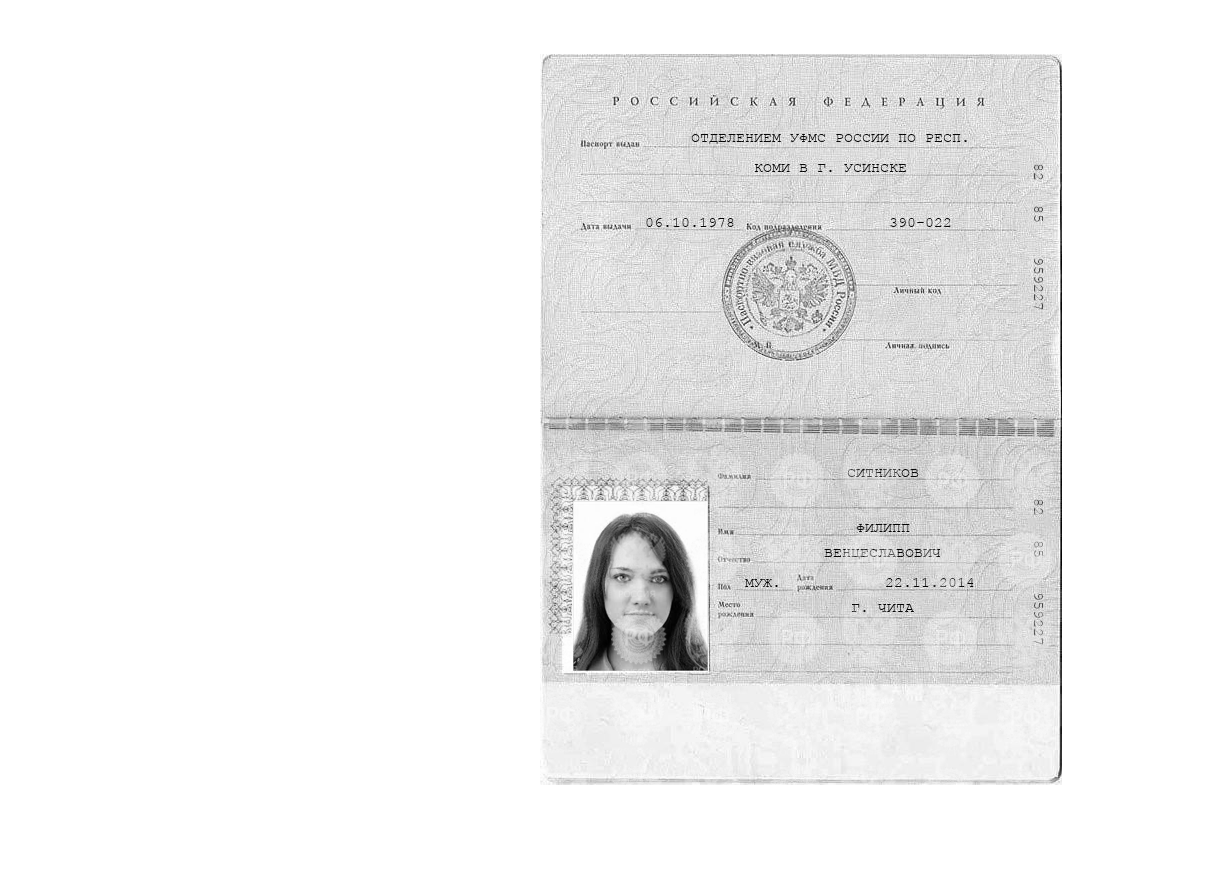 РОССИЙСКАЯ ФЕДЕРАЦИЯ
Паспорт выдан ОТДЕЛЕНИЕМ УФМС РОССИИ ПО РЕСП.
КОМИ В Г. УСИНСКЕ
82 85 959227
Дата выдачи 06.10.1978 Код подразделения 390-022
Паспортно-визовая служба МВД России
Личный код
М.П. Личная подпись
Фамилия СИТНИКОВ
Имя ФИЛИПП
Отчество ВЕНЦЕСЛАВОВИЧ
Пол МУЖ. Дата рождения 22.11.2014
Место рождения Г. ЧИТА
82 85 959227
РФ